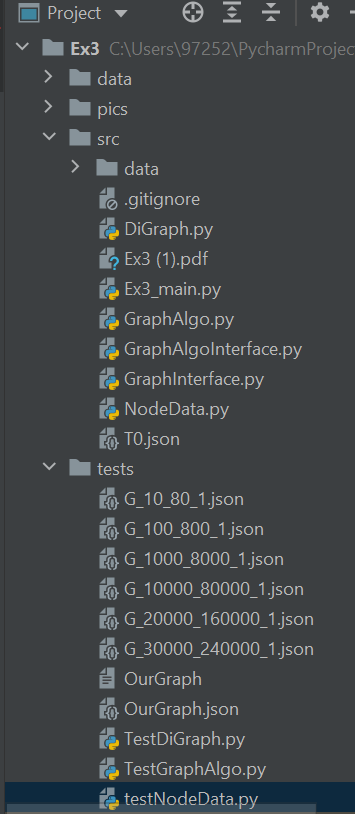 Project
Ex3 C:\Users\97252\PycharmProjec
data
pics
src
data
.gitignore
DiGraph.py
Ex3 (1).pdf
Ex3_main.py
GraphAlgo.py
GraphAlgoInterface.py
GraphInterface.py
NodeData.py
T0.json
tests
G_10_80_1.json
G_100_800_1.json
G_1000_8000_1.json
G_10000_80000_1.json
G_20000_160000_1.json
G_30000_240000_1.json
OurGraph
OurGraph.json
TestDiGraph.py
TestGraphAlgo.py
testNodeData.py